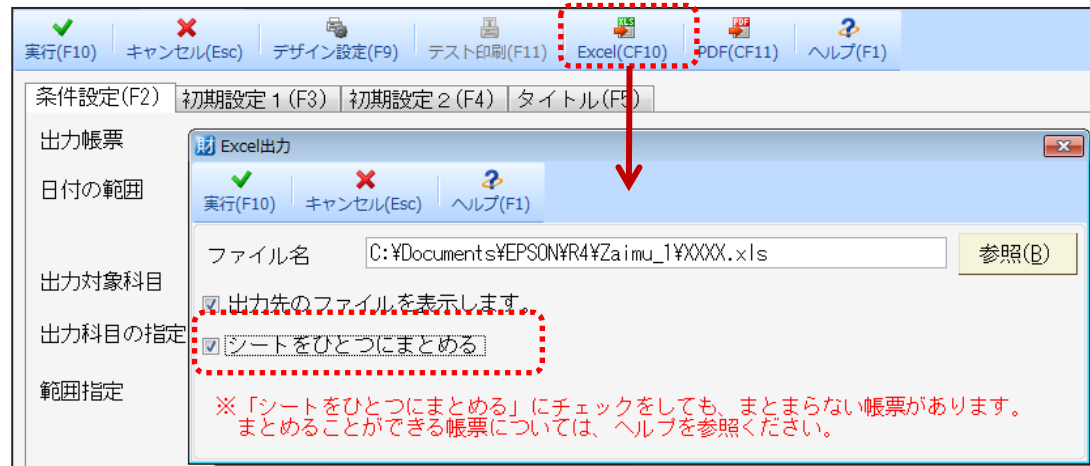 実行(F10) キャンセル(Esc) デザイン設定(F9) テスト印刷(F11) Excel(CF10) PDF(CF11) ヘルプ(F1)
条件設定(F2) 初期設定1(F3) 初期設定2(F4) タイトル(F5)
出力帳票
Excel出力
日付の範囲
実行(F10) キャンセル(Esc) ヘルプ(F1)
ファイル名 C:¥Documents¥EPSON¥R4¥Zaimu_1¥XXXX.xls 参照(B)
出力対象科目
出力先のファイルを表示します。
出力科目の指定
シートをひとつにまとめる
範囲指定
※「シートをひとつにまとめる」にチェックをしても、まとまらない帳票があります。
まとめることができる帳票については、ヘルプを参照ください。